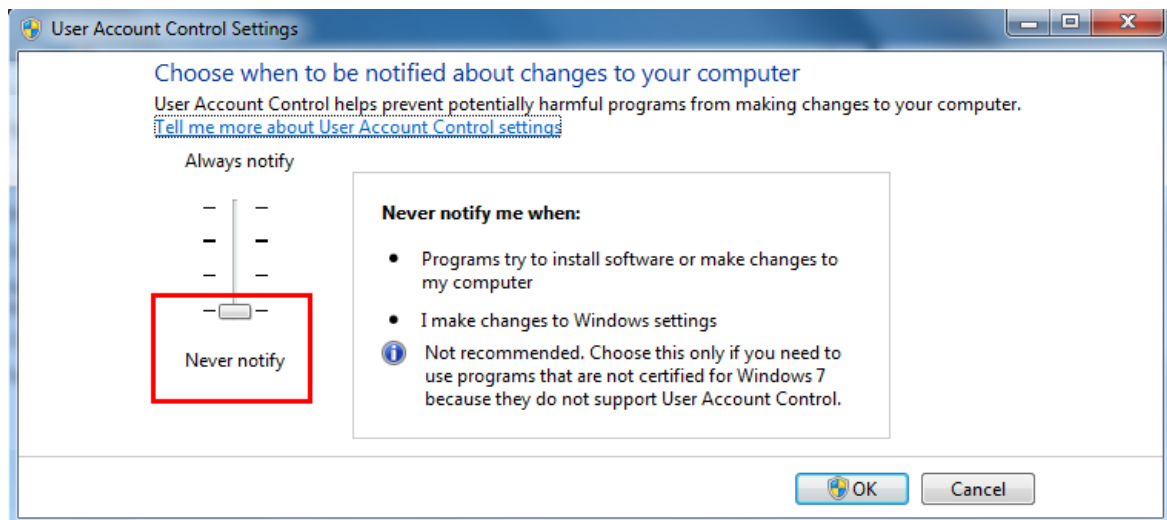 User Account Control Settings
Choose when to be notified about changes to your computer
User Account Control helps prevent potentially harmful programs from making changes to your computer.
Tell me more about User Account Control settings
Always notify
Never notify me when:
Programs try to install software or make changes to
my computer
I make changes to Windows settings
Not recommended. Choose this only if you need to
use programs that are not certified for Windows 7
because they do not support User Account Control.
Never notify
OK
Cancel